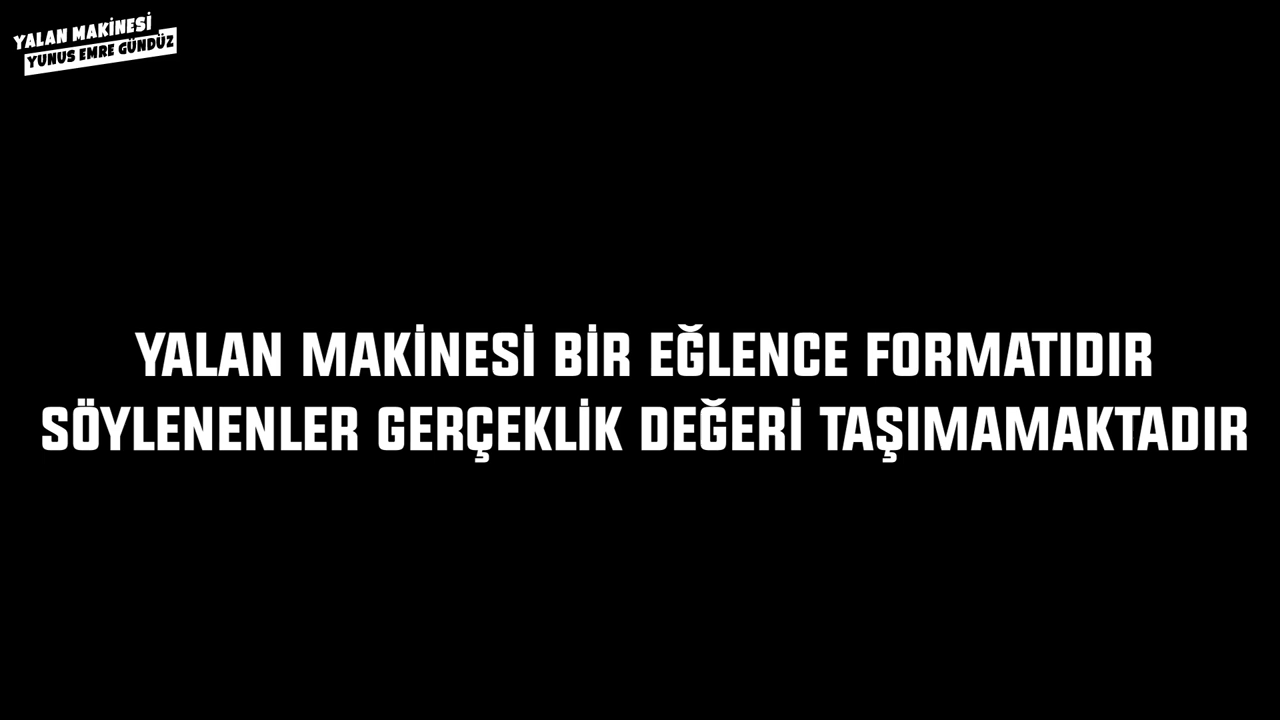 YALAN MAKİNESİ
YUNUS EMRE GÜNDÜZ
YALAN MAKİNESİ BİR EĞLENCE FORMATIDIR
SÖYLENENLER GERÇEKLİK DEĞERİ TAŞIMAMAKTADIR